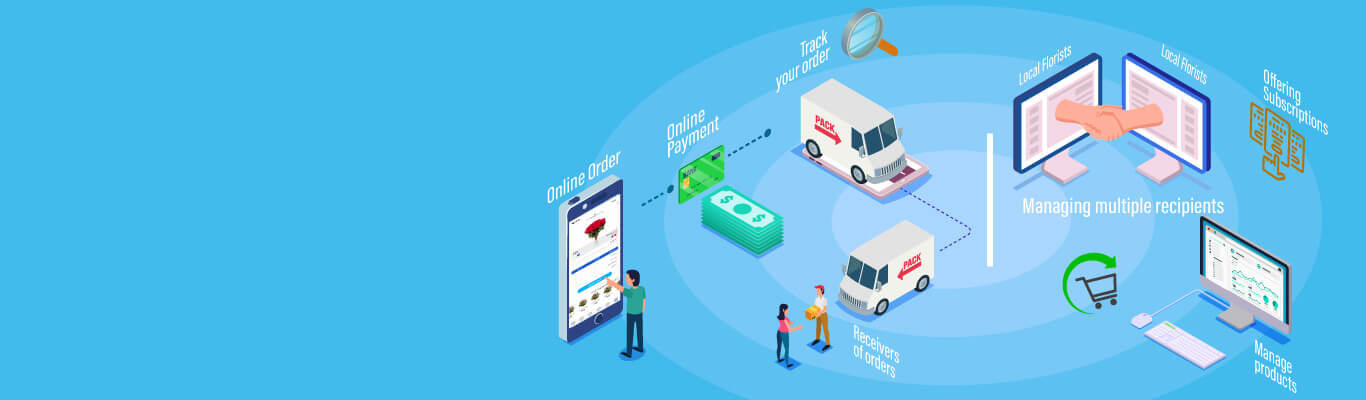 Online Order
Online
Payment
Track
your order
PACK
PACK
Receivers
of orders
Local Florists
Local Florists
Managing multiple recipients
Offering
Subscriptions
Manage
products